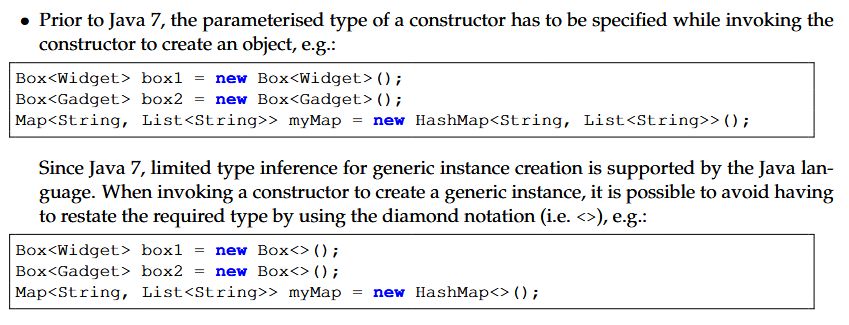 • Prior to Java 7, the parameterised type of a constructor has to be specified while invoking the
constructor to create an object, e.g.:
Box<Widget> box1 = new Box<Widget>();
Box<Gadget> box2 = new Box<Gadget>();
Map<String, List<String>> myMap = new HashMap<String, List<String>>();
Since Java 7, limited type inference for generic instance creation is supported by the Java lan-
guage. When invoking a constructor to create a generic instance, it is possible to avoid having
to restate the required type by using the diamond notation (i.e. <>), e.g.:
Box<Widget> box1 = new Box<>();
Box<Gadget> box2 = new Box<>();
Map<String, List<String>> myMap = new HashMap<>();